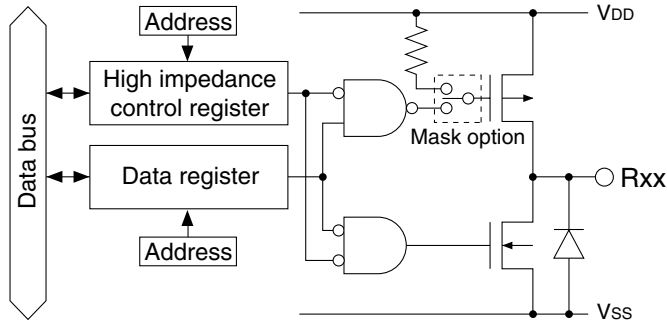 Address
VDD
High impedance
control register
Mask option
Data bus
Data register
Rxx
Address
VSS